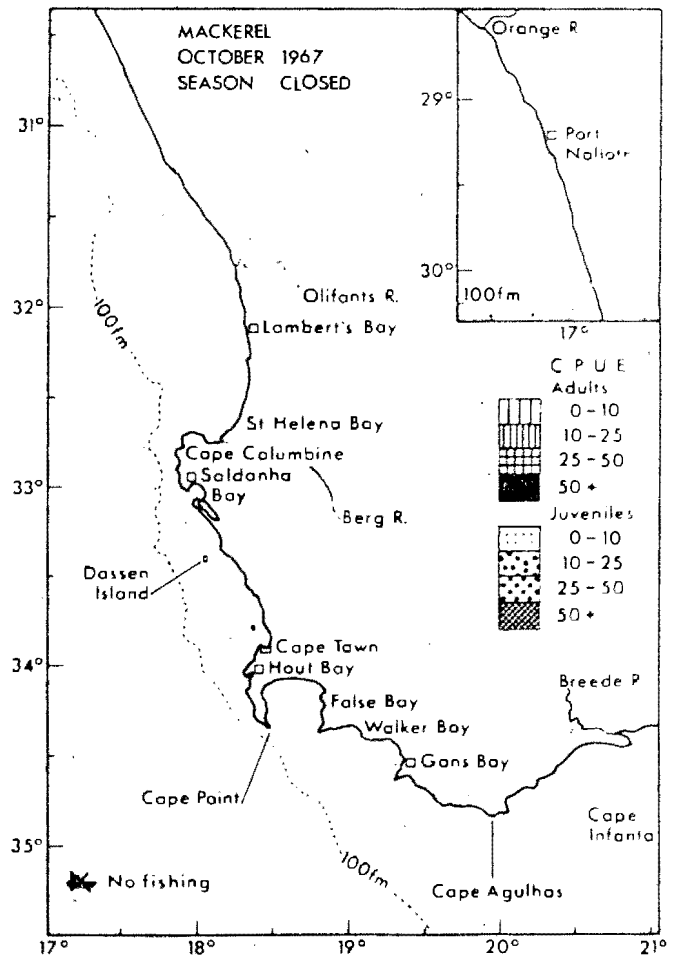 MACKEREL
OCTOBER 1967
SEASON CLOSED
Orange R
29°
Port
30°
100fm
17°
31°
32°
33°
34°
35°
100fm
Olifants R.
Lambert's Bay
St Helena Bay
Cape Columbine
Saldanha
Bay
Berg R.
Dassen
Island
Cape Town
Hout Bay
False Bay
Walker Bay
Gans Bay
Breede R
Cape Point
Cape
Infanta
Cape Agulhas
100fm
No fishing
C P U E
Adults
0-10
10-25
25-50
50+
Juveniles
0-10
10-25
25-50
50+
17°
18°
19°
20°
21°